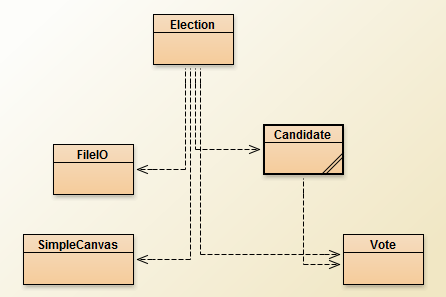 Election
Candidate
FileIO
SimpleCanvas
Vote